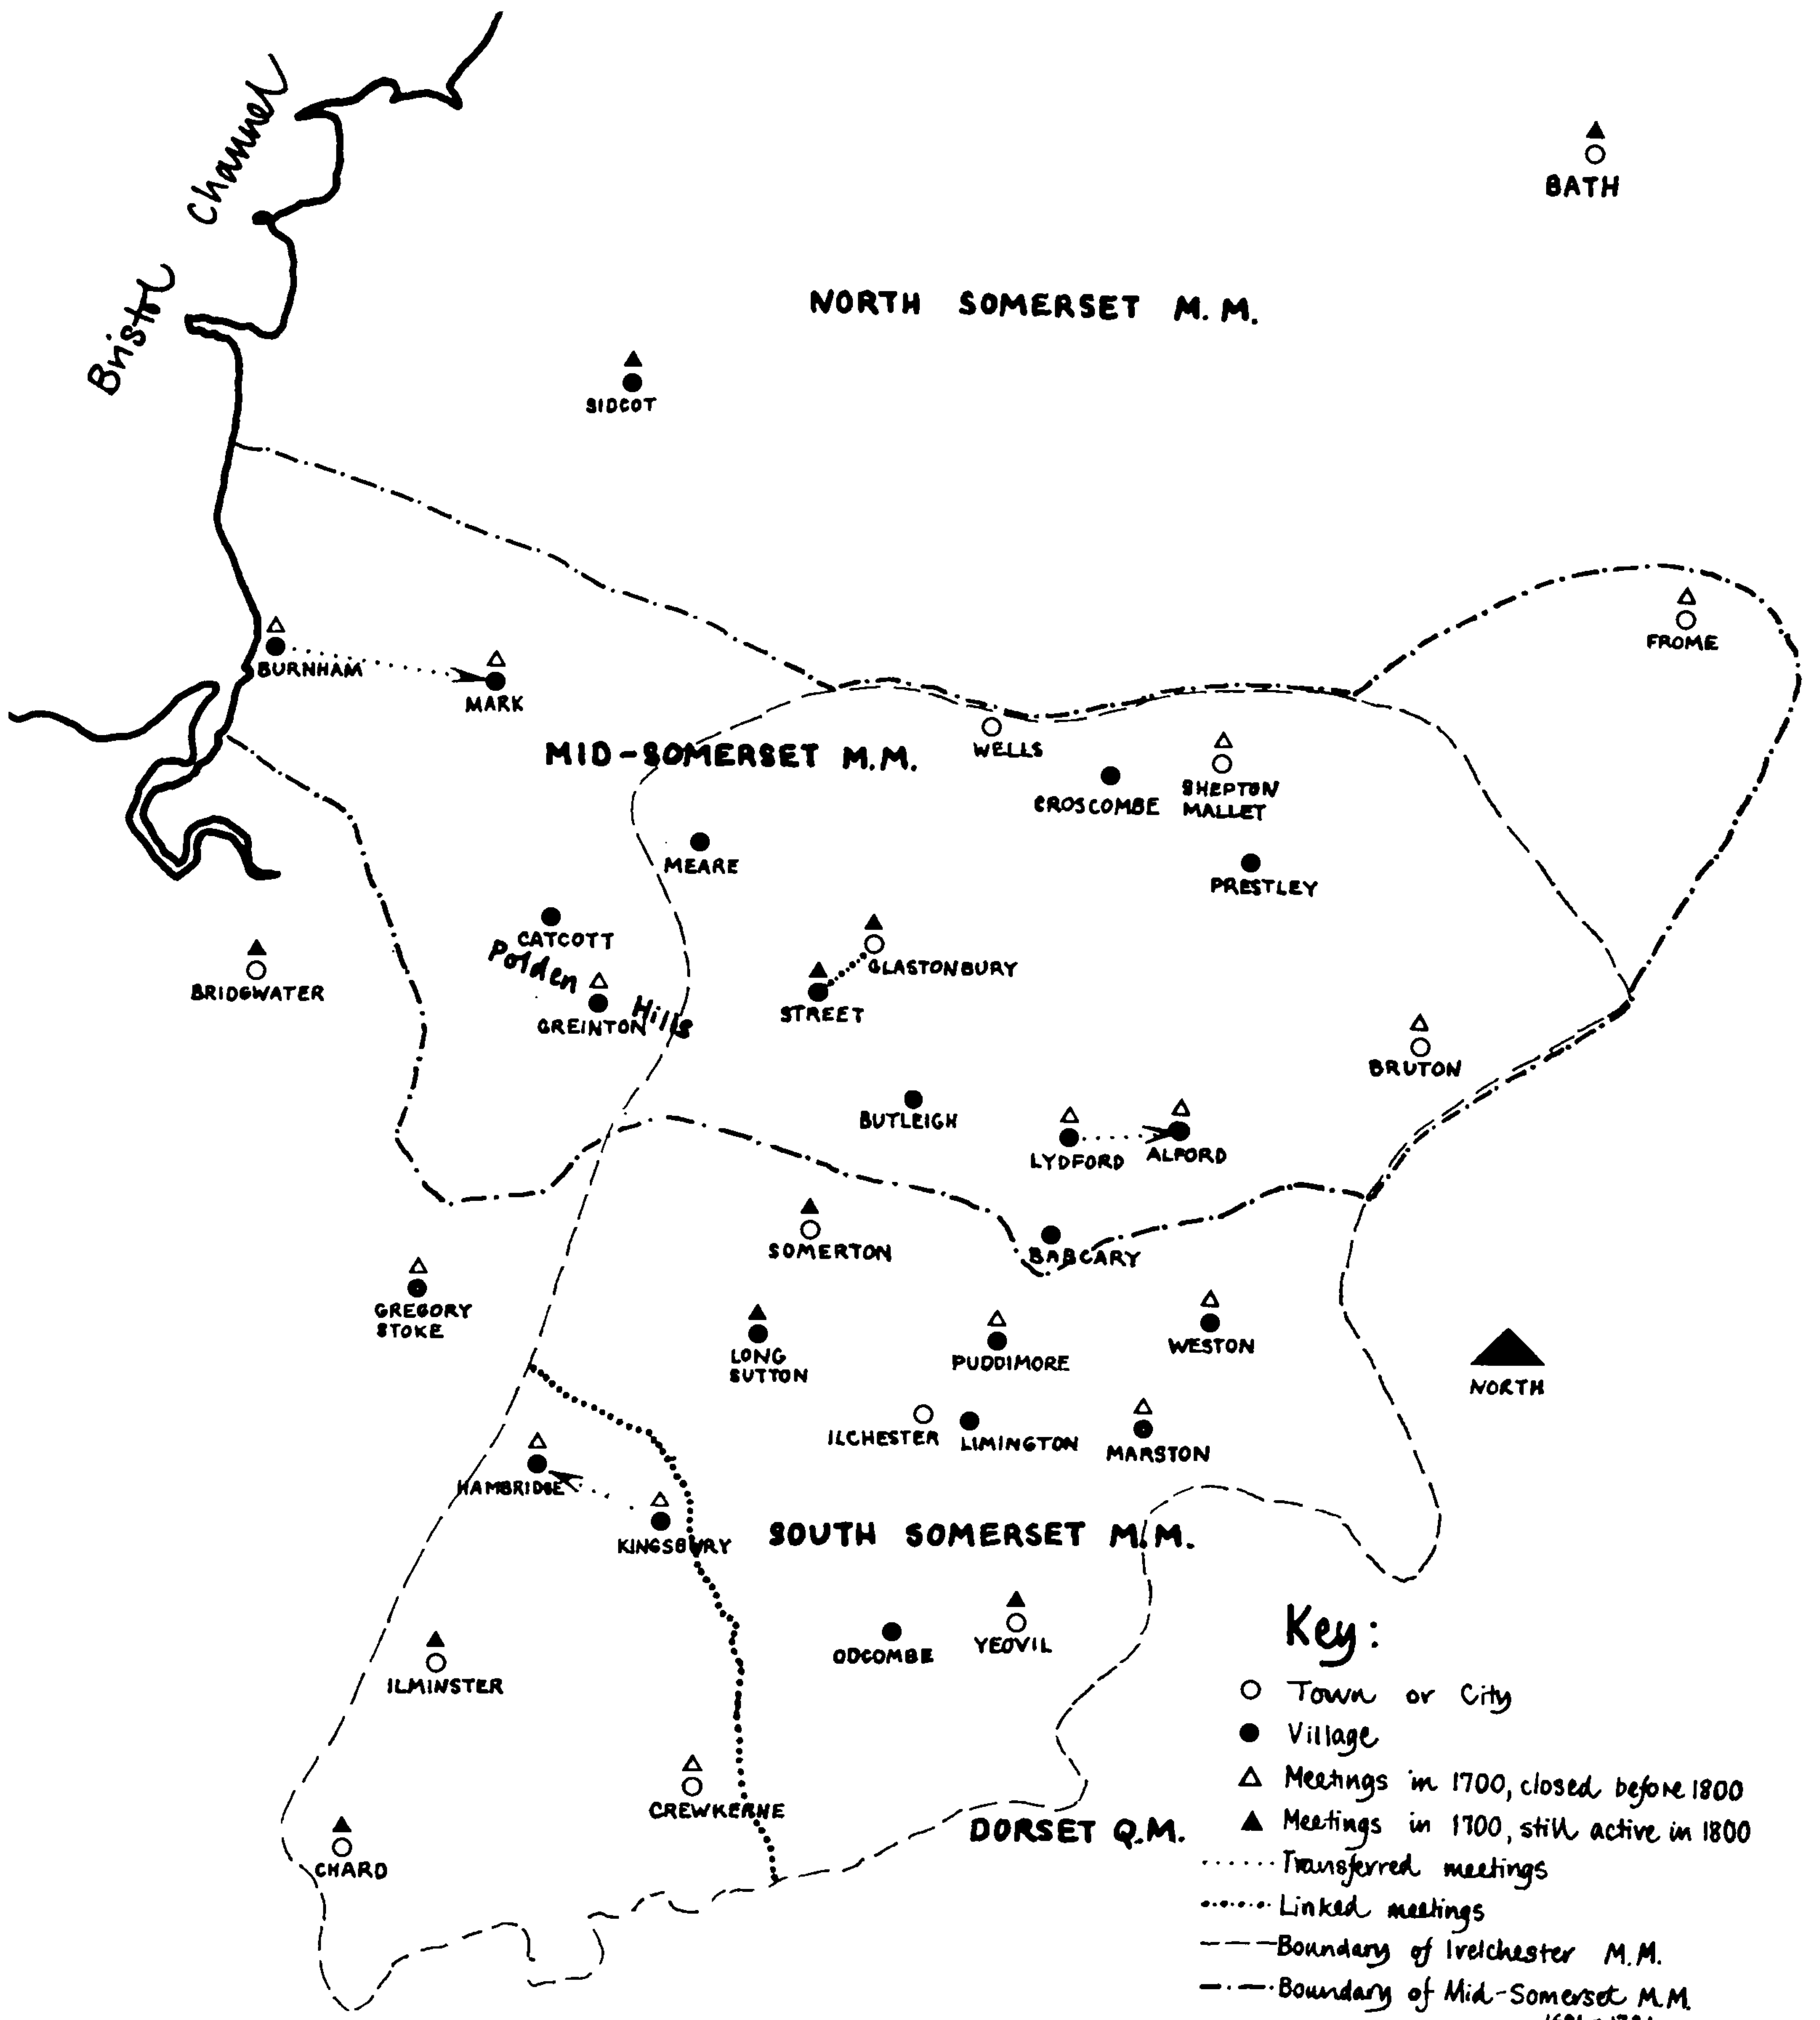 Bristol Channel
BATH
NORTH SOMERSET M.M.
SIDCOT
FROME
BURNHAM
MARK
WELLS
MID-SOMERSET M.M.
CROSCOMBE
SHEPTON
MALLET
MEARE
PRESTLEY
CATCOTT
Polden Hills
GLASTONBURY
BRIDGWATER
STREET
GREINTON
BRUTON
BUTLEIGH
LYDFORD
ALFORD
SOMERTON
BABCARY
GREGORY
STOKE
LONG
SUTTON
PUDDIMORE
WESTON
NORTH
ILCHESTER
LIMINGTON
MARSTON
HAMBRIDGE
KINGSBURY
SOUTH SOMERSET M.M.
ODCOMBE
YEOVIL
ILMINSTER
CREWKERNE
CHARD
DORSET Q.M.
Key:
Town or City
Village
Meetings in 1700, closed before 1800
Meetings in 1700, still active in 1800
Transferred meetings
Linked meetings
Boundary of Ivelchester M.M.
Boundary of Mid-Somerset M.M.